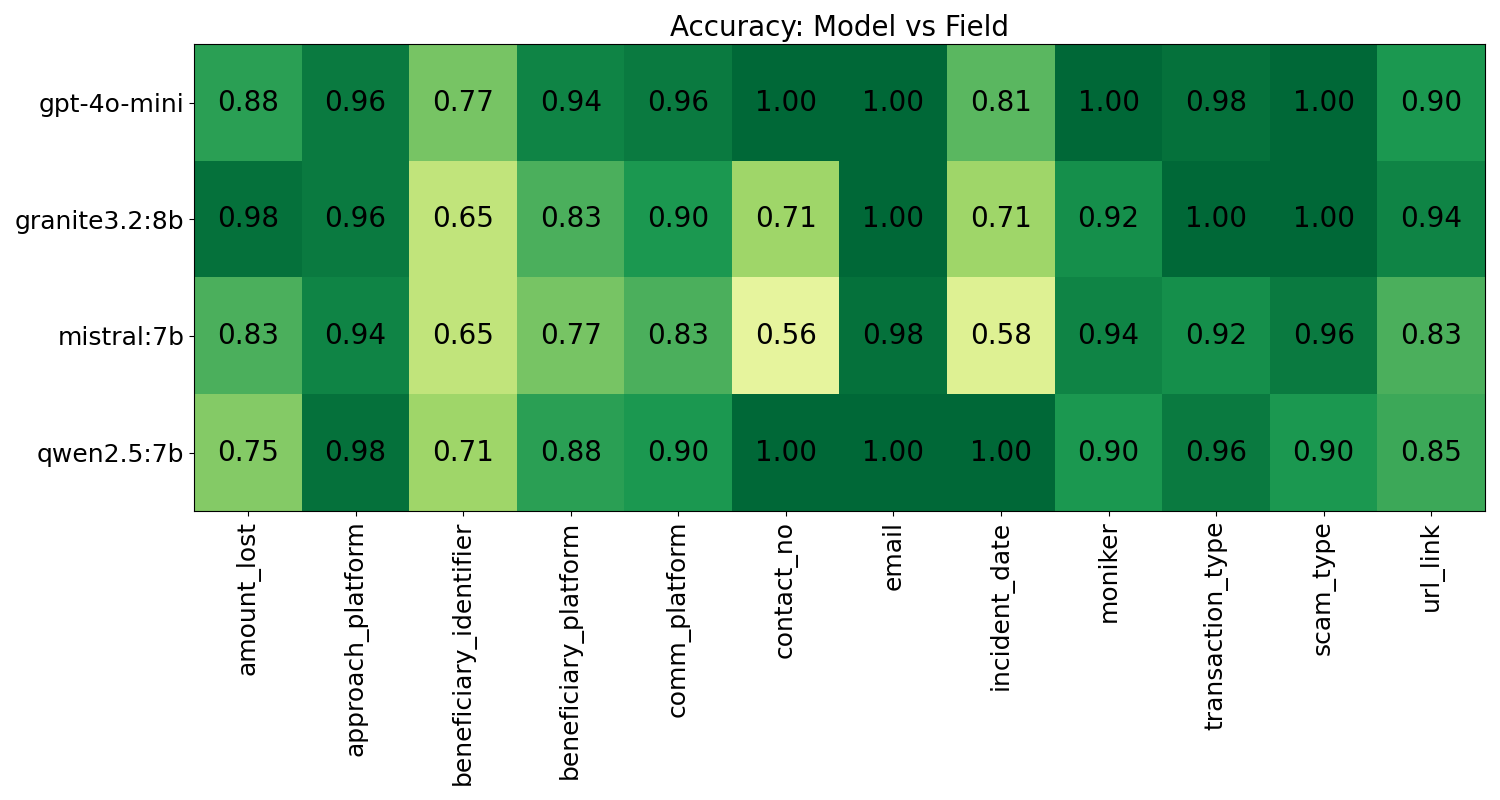 Accuracy: Model vs Field
gpt-4o-mini 0.88 0.96 0.77 0.94 0.96 1.00 1.00 0.81 1.00 0.98 1.00 0.90
granite3.2:8b 0.98 0.96 0.65 0.83 0.90 0.71 1.00 0.71 0.92 1.00 1.00 0.94
mistral:7b 0.83 0.94 0.65 0.77 0.83 0.56 0.98 0.58 0.94 0.92 0.96 0.83
qwen2.5:7b 0.75 0.98 0.71 0.88 0.90 1.00 1.00 1.00 0.90 0.96 0.90 0.85
amount_lost
approach_platform
beneficiary_identifier
beneficiary_platform
comm_platform
contact_no
email
incident_date
moniker
transaction_type
scam_type
url_link